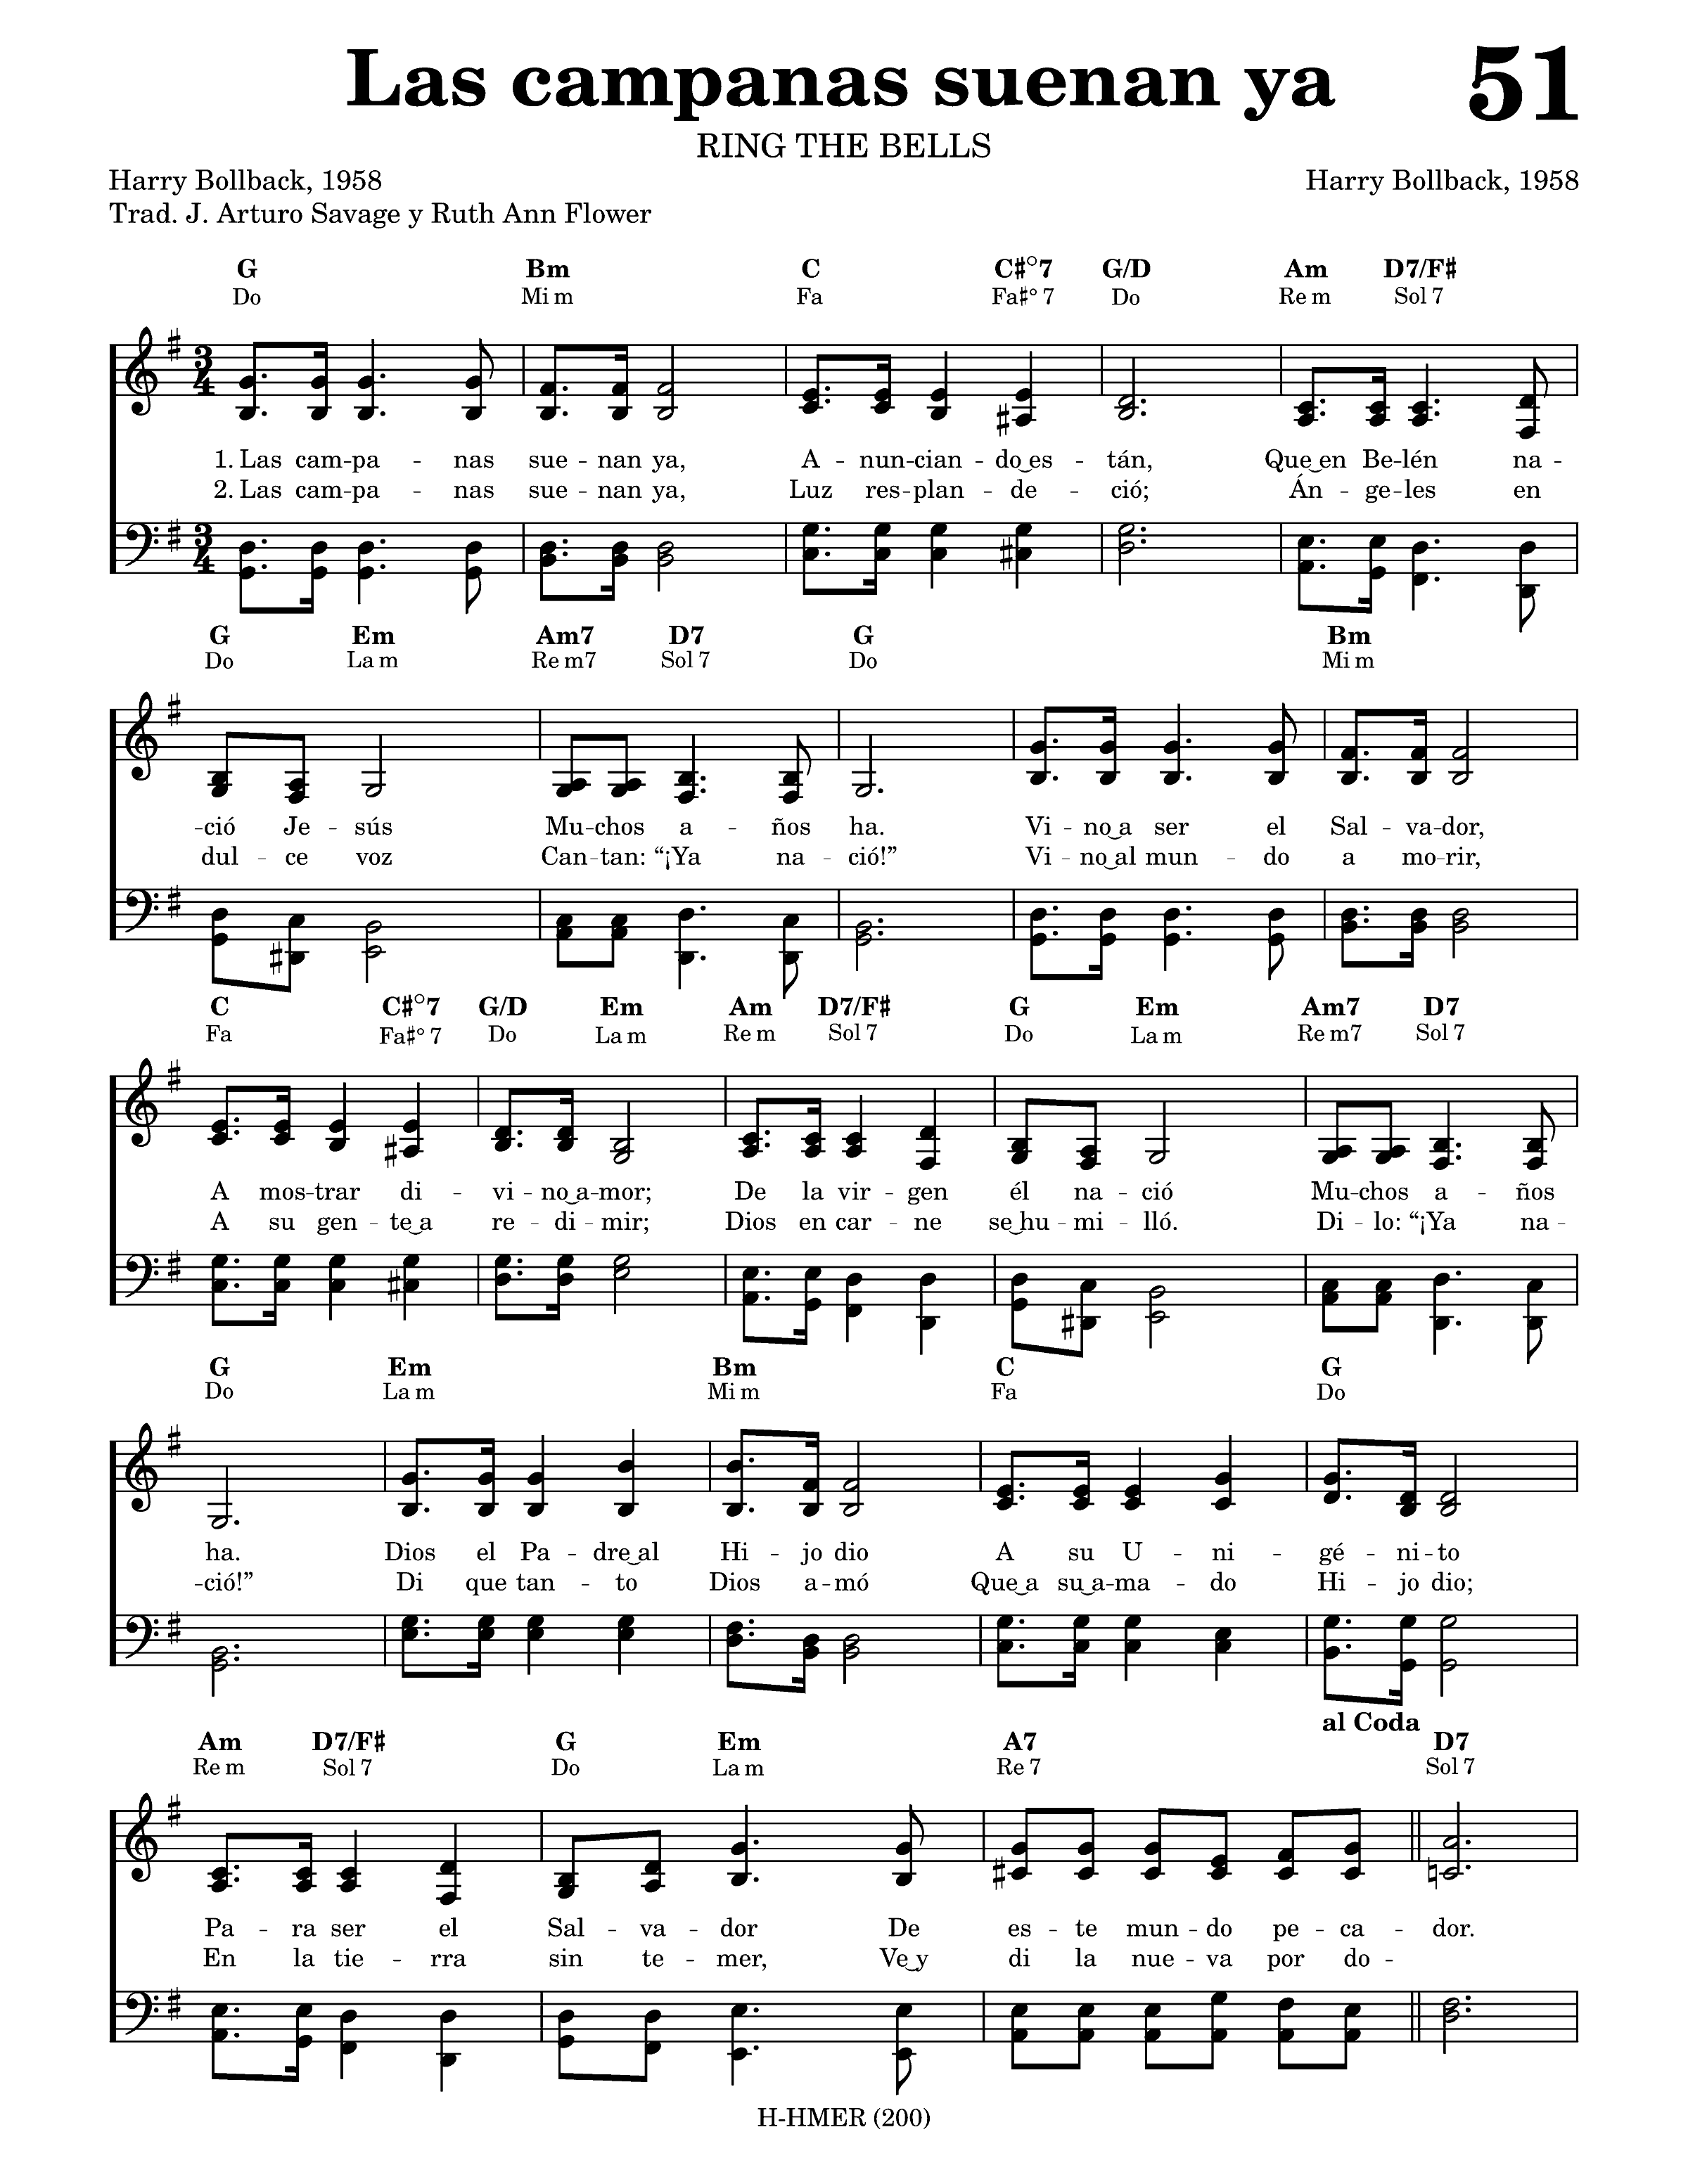 Las campanas suenan ya 51
RING THE BELLS
Harry Bollback, 1958 Harry Bollback, 1958
Trad. J. Arturo Savage y Ruth Ann Flower
G Bm C C#°7 G/D Am D7/F#
Do Mi m Fa Fa#° 7 Do Re m Sol 7
3 4
1. Las cam -- pa -- nas sue -- nan ya, A -- nun -- cian -- do‿es -- tán, Que‿en Be -- lén na --
2. Las cam -- pa -- nas sue -- nan ya, Luz res -- plan -- de -- ció; Án -- ge -- les en
3 4
G Em Am7 D7 G Bm
Do La m Re m7 Sol 7 Do Mi m
-- ció Je -- sús Mu -- chos a -- ños ha. Vi -- no‿a ser el Sal -- va -- dor,
dul -- ce voz Can -- tan: “¡Ya na -- ció!” Vi -- no‿al mun -- do a mo -- rir,
C C#°7 G/D Em Am D7/F# G Em Am7 D7
Fa Fa#° 7 Do La m Re m Sol 7 Do La m Re m7 Sol 7
A mos -- trar di -- vi -- no‿a -- mor; De la vir -- gen él na -- ció Mu -- chos a -- ños
A su gen -- te‿a re -- di -- mir; Dios en car -- ne se‿hu -- mi -- lló. Di -- lo: “¡Ya na --
G Em Bm C G
Do La m Mi m Fa Do
ha. Dios el Pa -- dre‿al Hi -- jo dio A su U -- ni -- gé -- ni -- to
-- ció!” Di que tan -- to Dios a -- mó Que‿a su‿a -- ma -- do Hi -- jo dio;
al Coda
Am D7/F# G Em A7 D7
Re m Sol 7 Do La m Re 7 Sol 7
Pa -- ra ser el Sal -- va -- dor De es -- te mun -- do pe -- ca -- dor.
En la tie -- rra sin te -- mer, Ve‿y di la nue -- va por do --
H-HMER (200)